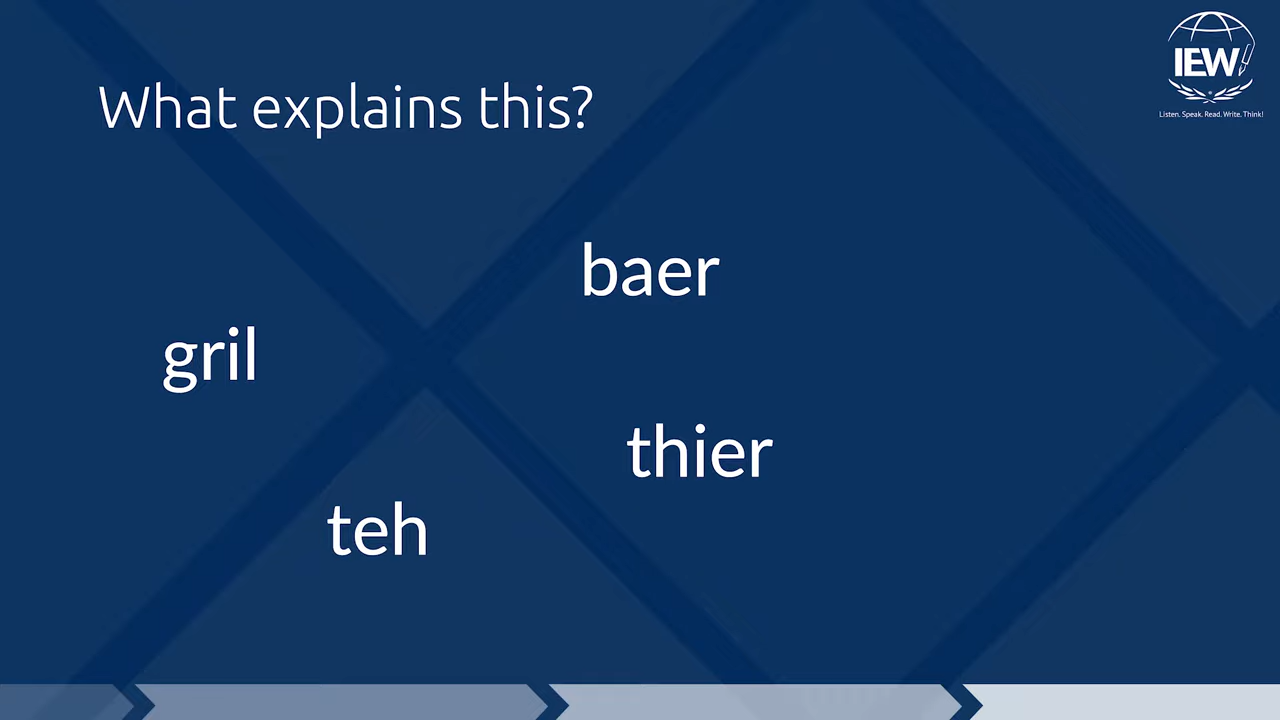 What explains this?
IEW
Listen. Speak. Read. Write. Think!
baer
gril
thier
teh